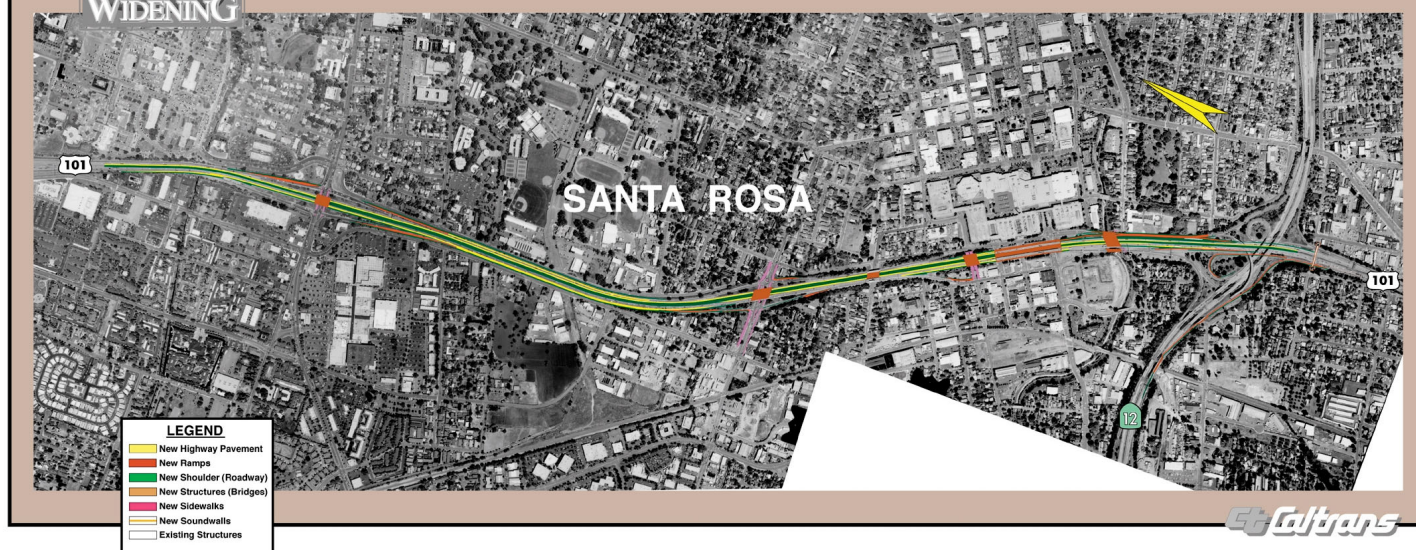 WIDENING
101
SANTA ROSA
101
12
LEGEND
New Highway Pavement
New Ramps
New Shoulder (Roadway)
New Structures (Bridges)
New Sidewalks
New Soundwalls
Existing Structures
Ct Caltrans